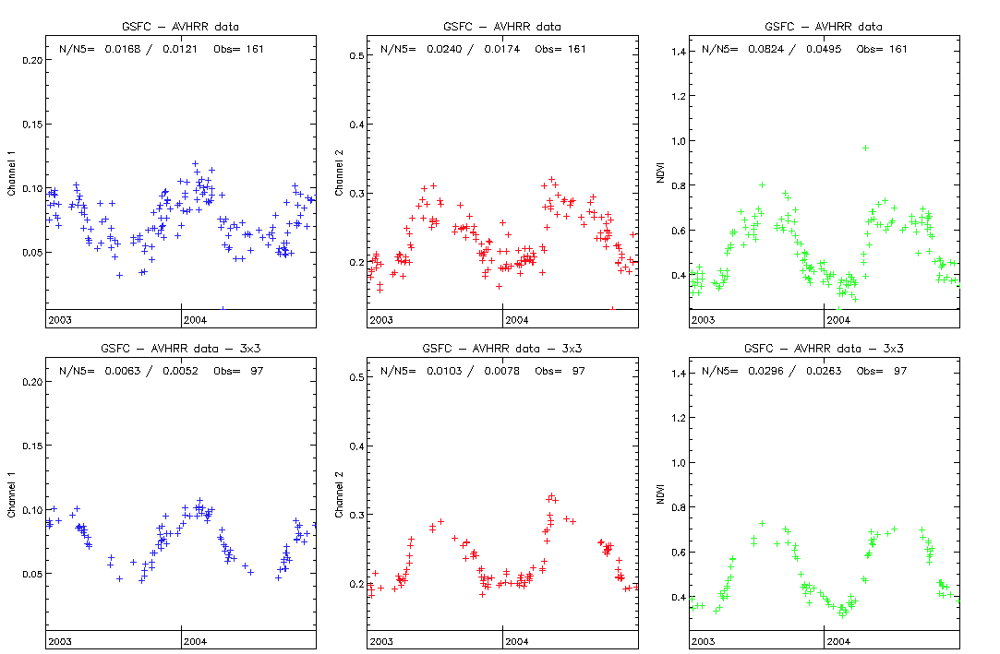 GSFC – AVHRR data
N/N5= 0.0168 / 0.0121 Obs= 161
0.20
0.15
0.10
0.05
Channel 1
2003 2004
GSFC – AVHRR data
N/N5= 0.0240 / 0.0174 Obs= 161
0.5
0.4
0.3
0.2
Channel 2
2003 2004
GSFC – AVHRR data
N/N5= 0.0824 / 0.0495 Obs= 161
1.4
1.2
1.0
0.8
0.6
0.4
NDVI
2003 2004
GSFC – AVHRR data – 3x3
N/N5= 0.0063 / 0.0052 Obs= 97
0.20
0.15
0.10
0.05
Channel 1
2003 2004
GSFC – AVHRR data – 3x3
N/N5= 0.0103 / 0.0078 Obs= 97
0.5
0.4
0.3
0.2
Channel 2
2003 2004
GSFC – AVHRR data – 3x3
N/N5= 0.0296 / 0.0263 Obs= 97
1.4
1.2
1.0
0.8
0.6
0.4
NDVI
2003 2004